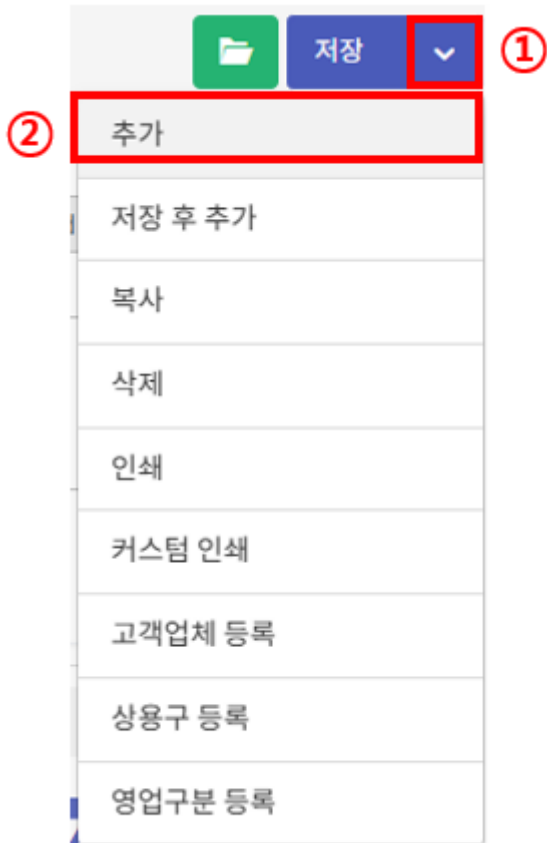 저장
①
②
추가
저장 후 추가
복사
삭제
인쇄
커스텀 인쇄
고객업체 등록
상용구 등록
영업구분 등록